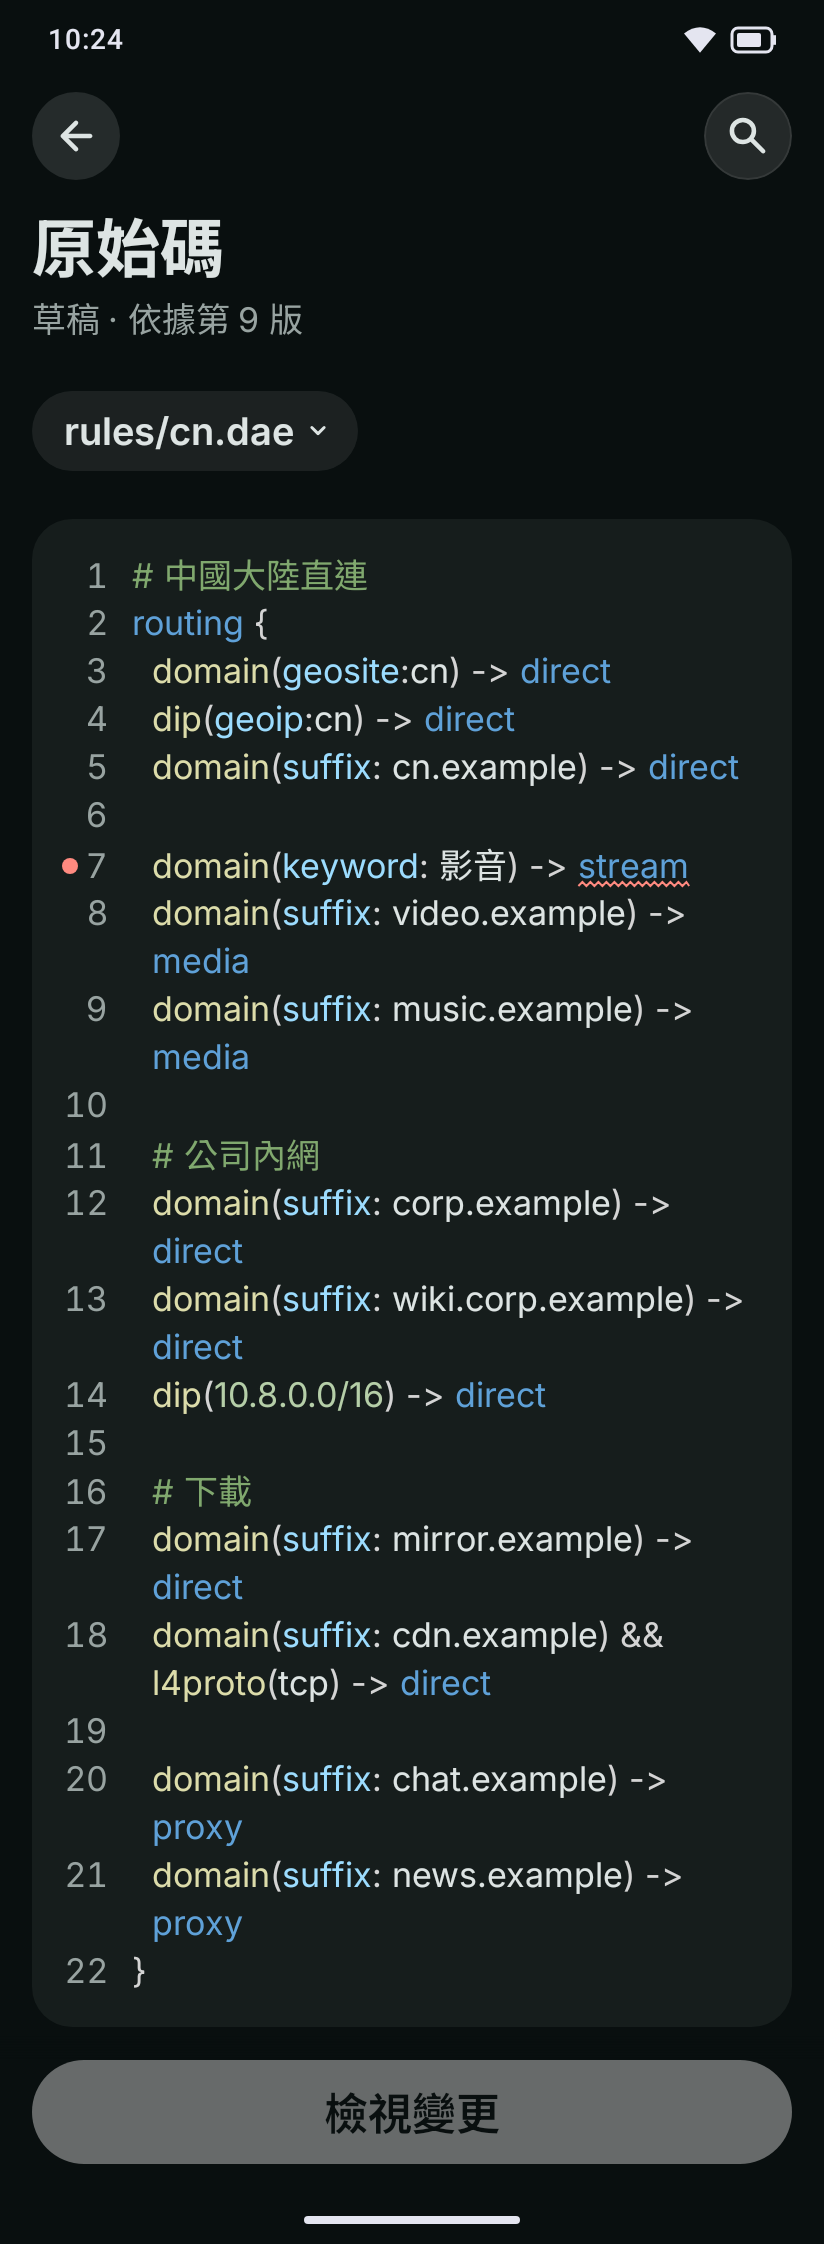 10:24
原始碼
草稿 · 依據第 9 版
rules/cn.dae
1 # 中國大陸直連
2 routing {
3 domain(geosite:cn) -> direct
4 dip(geoip:cn) -> direct
5 domain(suffix: cn.example) -> direct
6
7 domain(keyword: 影音) -> stream
8 domain(suffix: video.example) ->
media
9 domain(suffix: music.example) ->
media
10
11 # 公司內網
12 domain(suffix: corp.example) ->
direct
13 domain(suffix: wiki.corp.example) ->
direct
14 dip(10.8.0.0/16) -> direct
15
16 # 下載
17 domain(suffix: mirror.example) ->
direct
18 domain(suffix: cdn.example) &&
l4proto(tcp) -> direct
19
20 domain(suffix: chat.example) ->
proxy
21 domain(suffix: news.example) ->
proxy
22 }
檢視變更